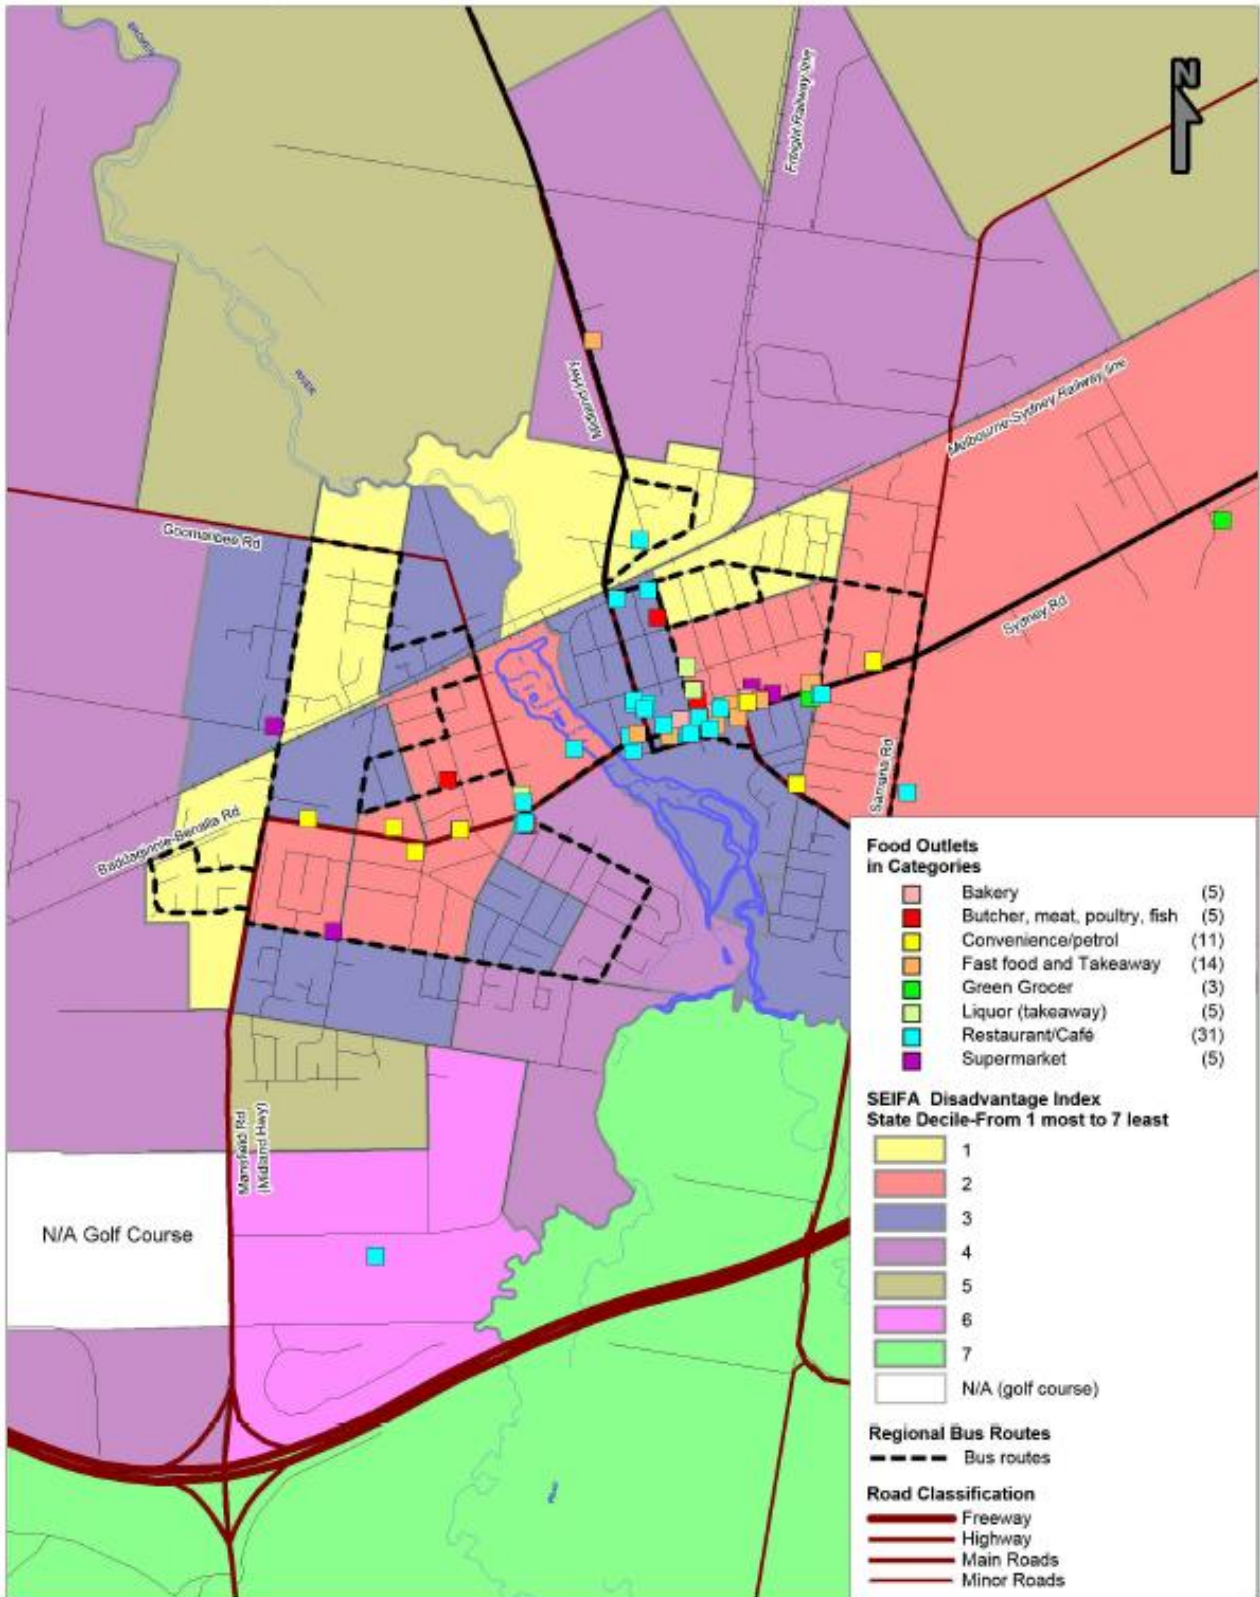 BROKEN
Freight Railway line
N
RIVER
Midland Hwy
Melbourne-Sydney Railway line
Goomalibee Rd
Sydney Rd
Samaria Rd
Baddaginnie-Benalla Rd
Mansfield Rd
(Midland Hwy)
N/A Golf Course
River
Food Outlets
in Categories
Bakery (5)
Butcher, meat, poultry, fish (5)
Convenience/petrol (11)
Fast food and Takeaway (14)
Green Grocer (3)
Liquor (takeaway) (5)
Restaurant/Café (31)
Supermarket (5)
SEIFA Disadvantage Index
State Decile-From 1 most to 7 least
1
2
3
4
5
6
7
N/A (golf course)
Regional Bus Routes
Bus routes
Road Classification
Freeway
Highway
Main Roads
Minor Roads